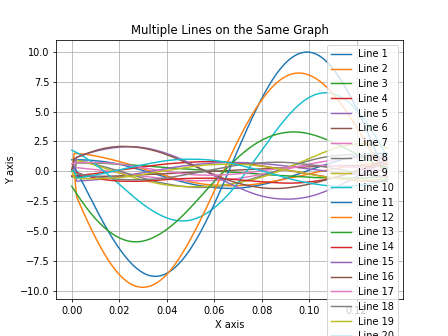 Multiple Lines on the Same Graph
10.0
7.5
5.0
2.5
0.0
−2.5
−5.0
−7.5
−10.0
Y axis
0.00
0.02
0.04
0.06
0.08
0.10
X axis
Line 1
Line 2
Line 3
Line 4
Line 5
Line 6
Line 7
Line 8
Line 9
Line 10
Line 11
Line 12
Line 13
Line 14
Line 15
Line 16
Line 17
Line 18
Line 19
Line 20